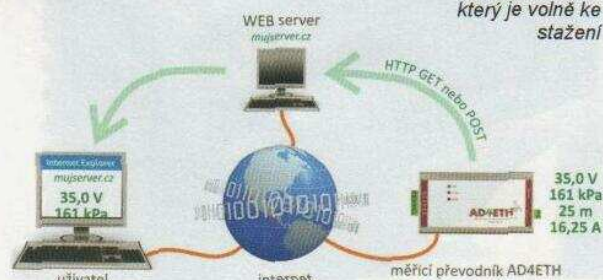 který je volně ke
stažení
WEB server
mujserver.cz
HTTP GET nebo POST
Internet Explorer
mujserver.cz
35,0 V
161 kPa
AD4ETH
35,0 V
161 kPa
25 m
16,25 A
uživatel
internet
měřicí převodník AD4ETH